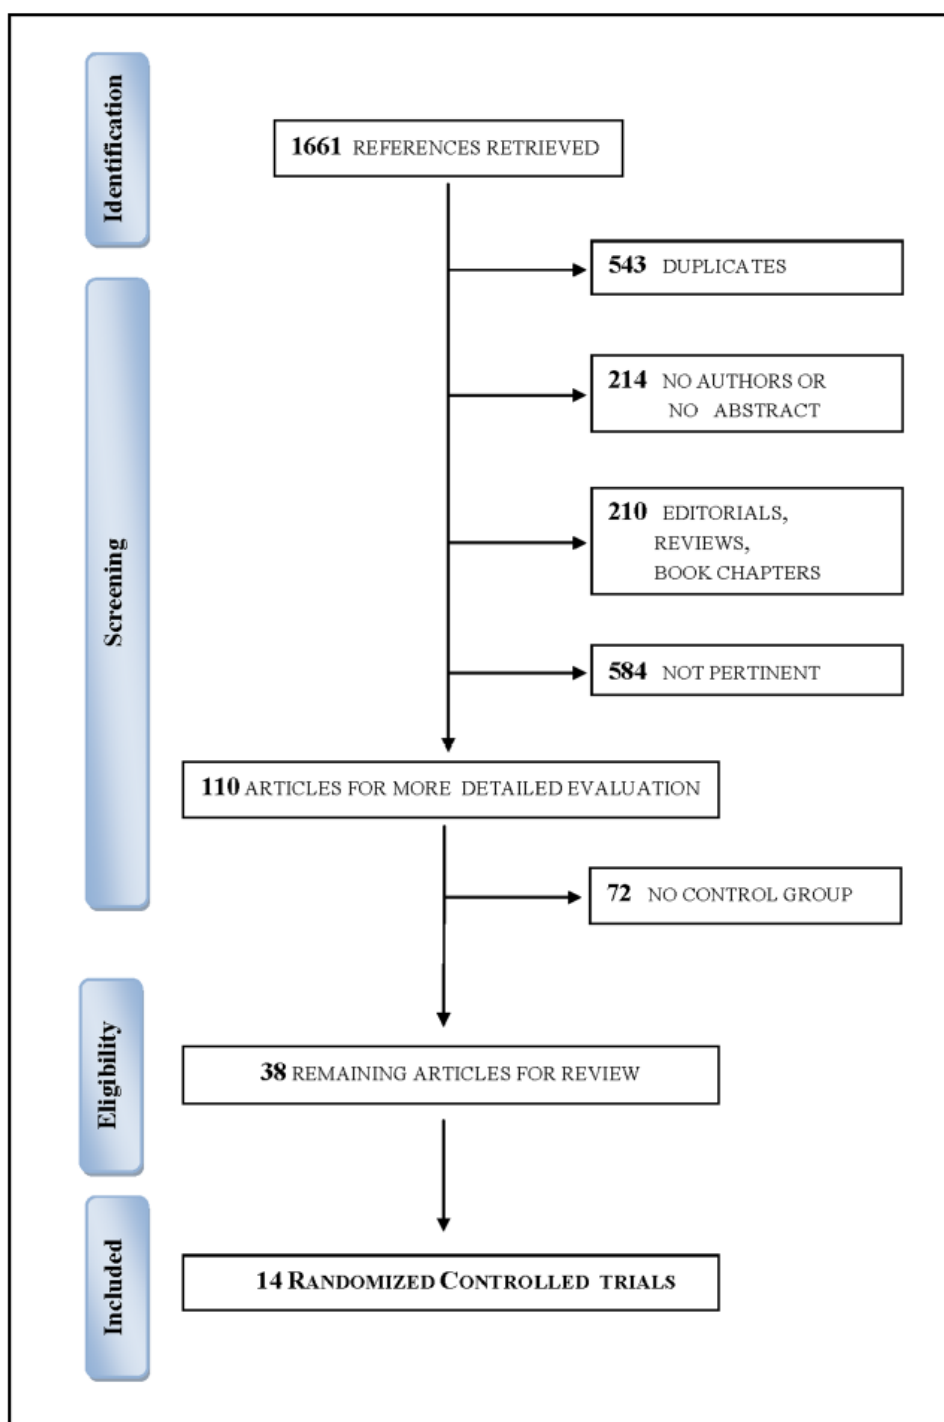 Identification
1661 REFERENCES RETRIEVED
543 DUPLICATES
214 NO AUTHORS OR
NO ABSTRACT
Screening
210 EDITORIALS,
REVIEWS,
BOOK CHAPTERS
584 NOT PERTINENT
110 ARTICLES FOR MORE DETAILED EVALUATION
72 NO CONTROL GROUP
Eligibility
38 REMAINING ARTICLES FOR REVIEW
Included
14 RANDOMIZED CONTROLLED TRIALS